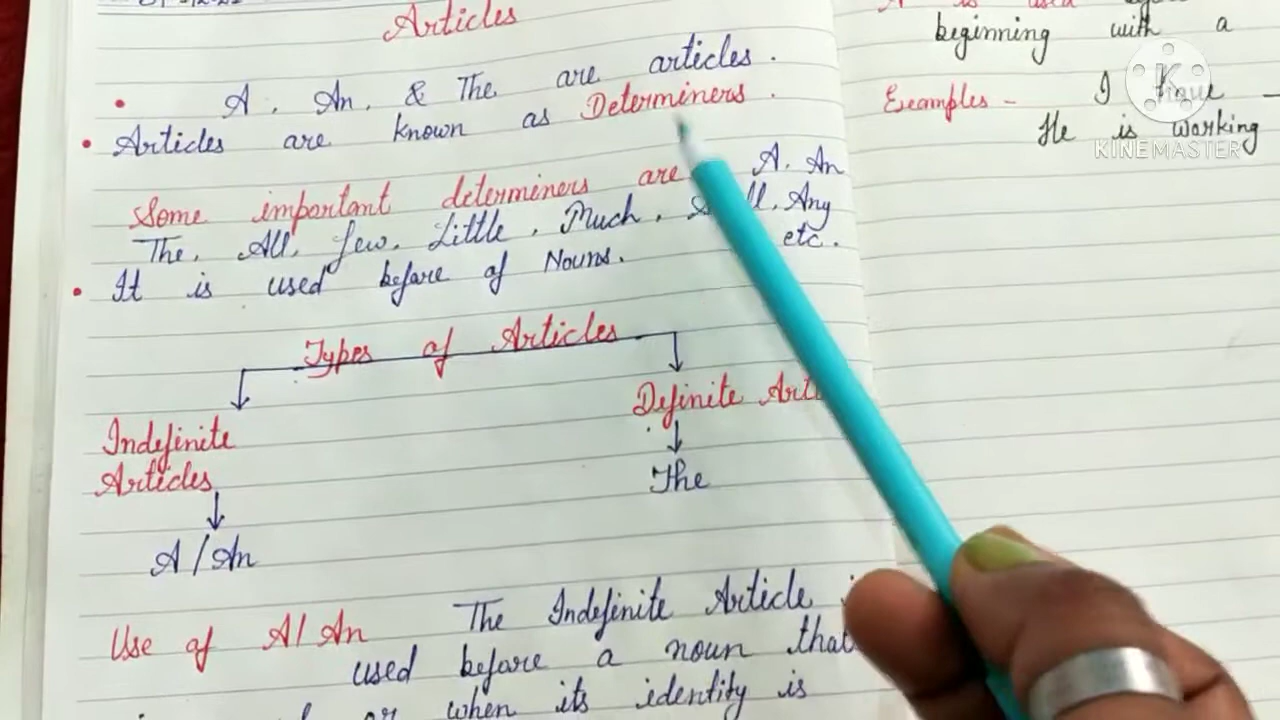 Articles
A, An, & The are articles.
Articles are known as Determiners.
Some important determiners are A, An
The, All, few, Little, Much, Any
etc.
It is used before of Nouns.
Types of Articles
Indefinite
Articles
A/An
Definite
The
Use of A/An The Indefinite Article
used before a noun that
or when its identity is
is used
beginning with a
Examples - I
He is working
KINEMASTER